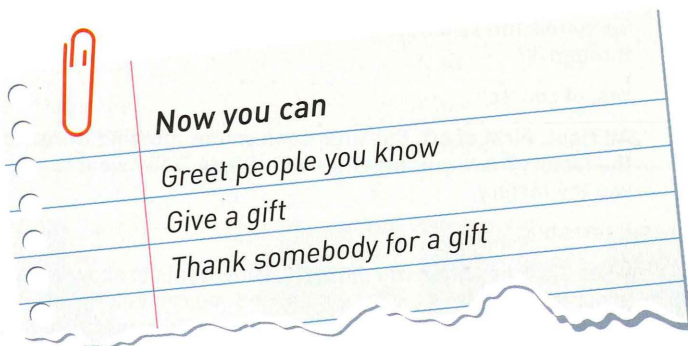 Now you can
Greet people you know
Give a gift
Thank somebody for a gift